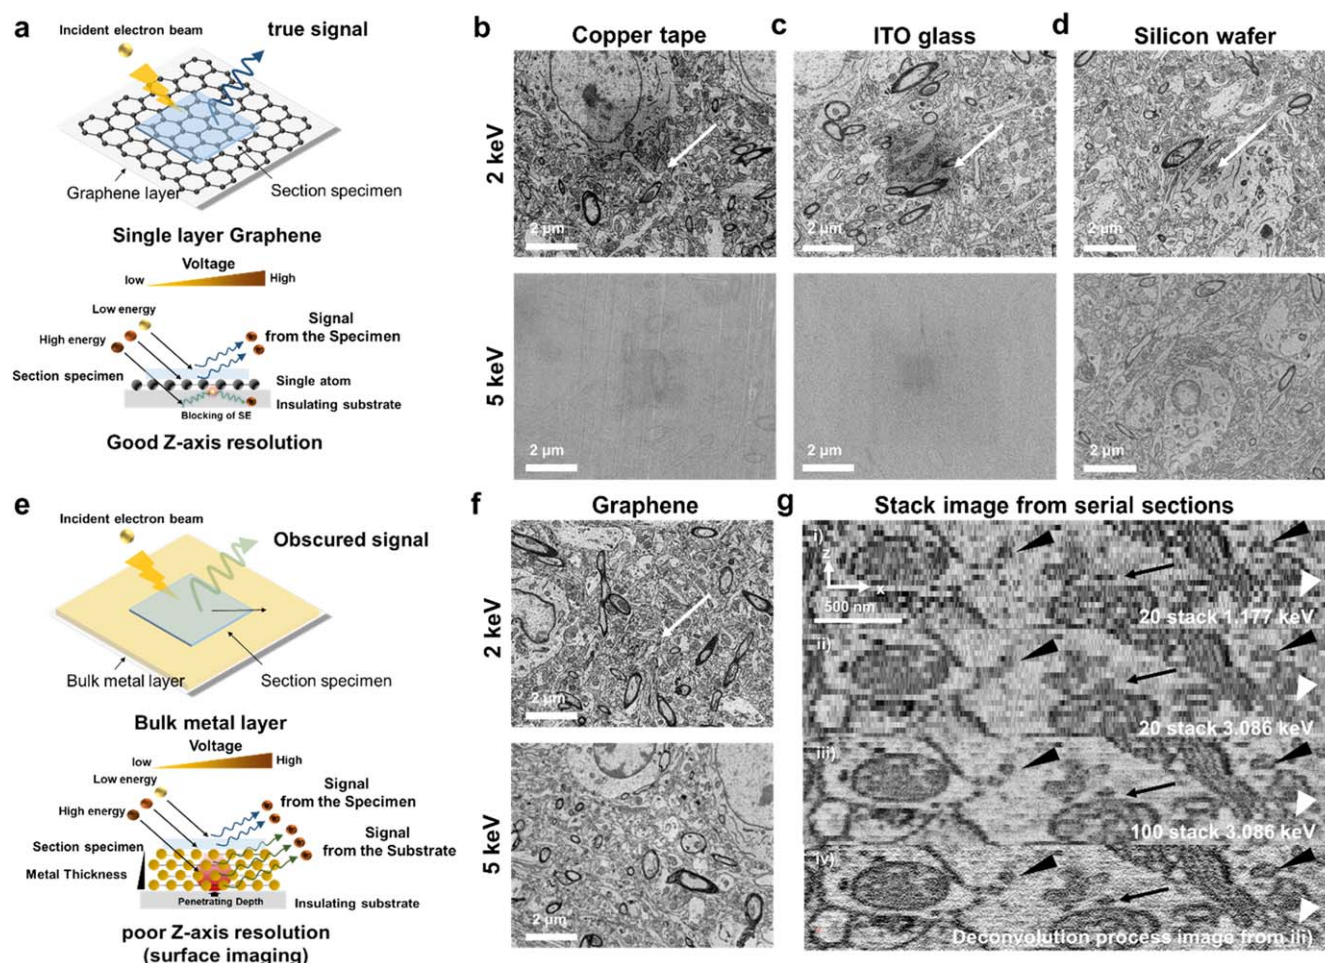 a
Incident electron beam
true signal
Graphene layer
Section specimen
Single layer Graphene
Voltage
low
High
Low energy
Signal
from the Specimen
High energy
Section specimen
Single atom
Insulating substrate
Blocking of SE
Good Z-axis resolution
b
Copper tape
c
ITO glass
d
Silicon wafer
2 keV
2 μm
2 μm
2 μm
5 keV
2 μm
2 μm
2 μm
e
Incident electron beam
Obscured signal
Bulk metal layer
Section specimen
Bulk metal layer
Voltage
low
High
Low energy
Signal
from the Specimen
High energy
Section specimen
Signal
from the Substrate
Metal Thickness
Penetrating Depth
Insulating substrate
poor Z-axis resolution
(surface imaging)
f
Graphene
2 keV
2 μm
5 keV
2 μm
g
Stack image from serial sections
i)
z
x
500 nm
20 stack 1.177 keV
ii)
20 stack 3.086 keV
iii)
100 stack 3.086 keV
iv)
Deconvolution process image from iii)